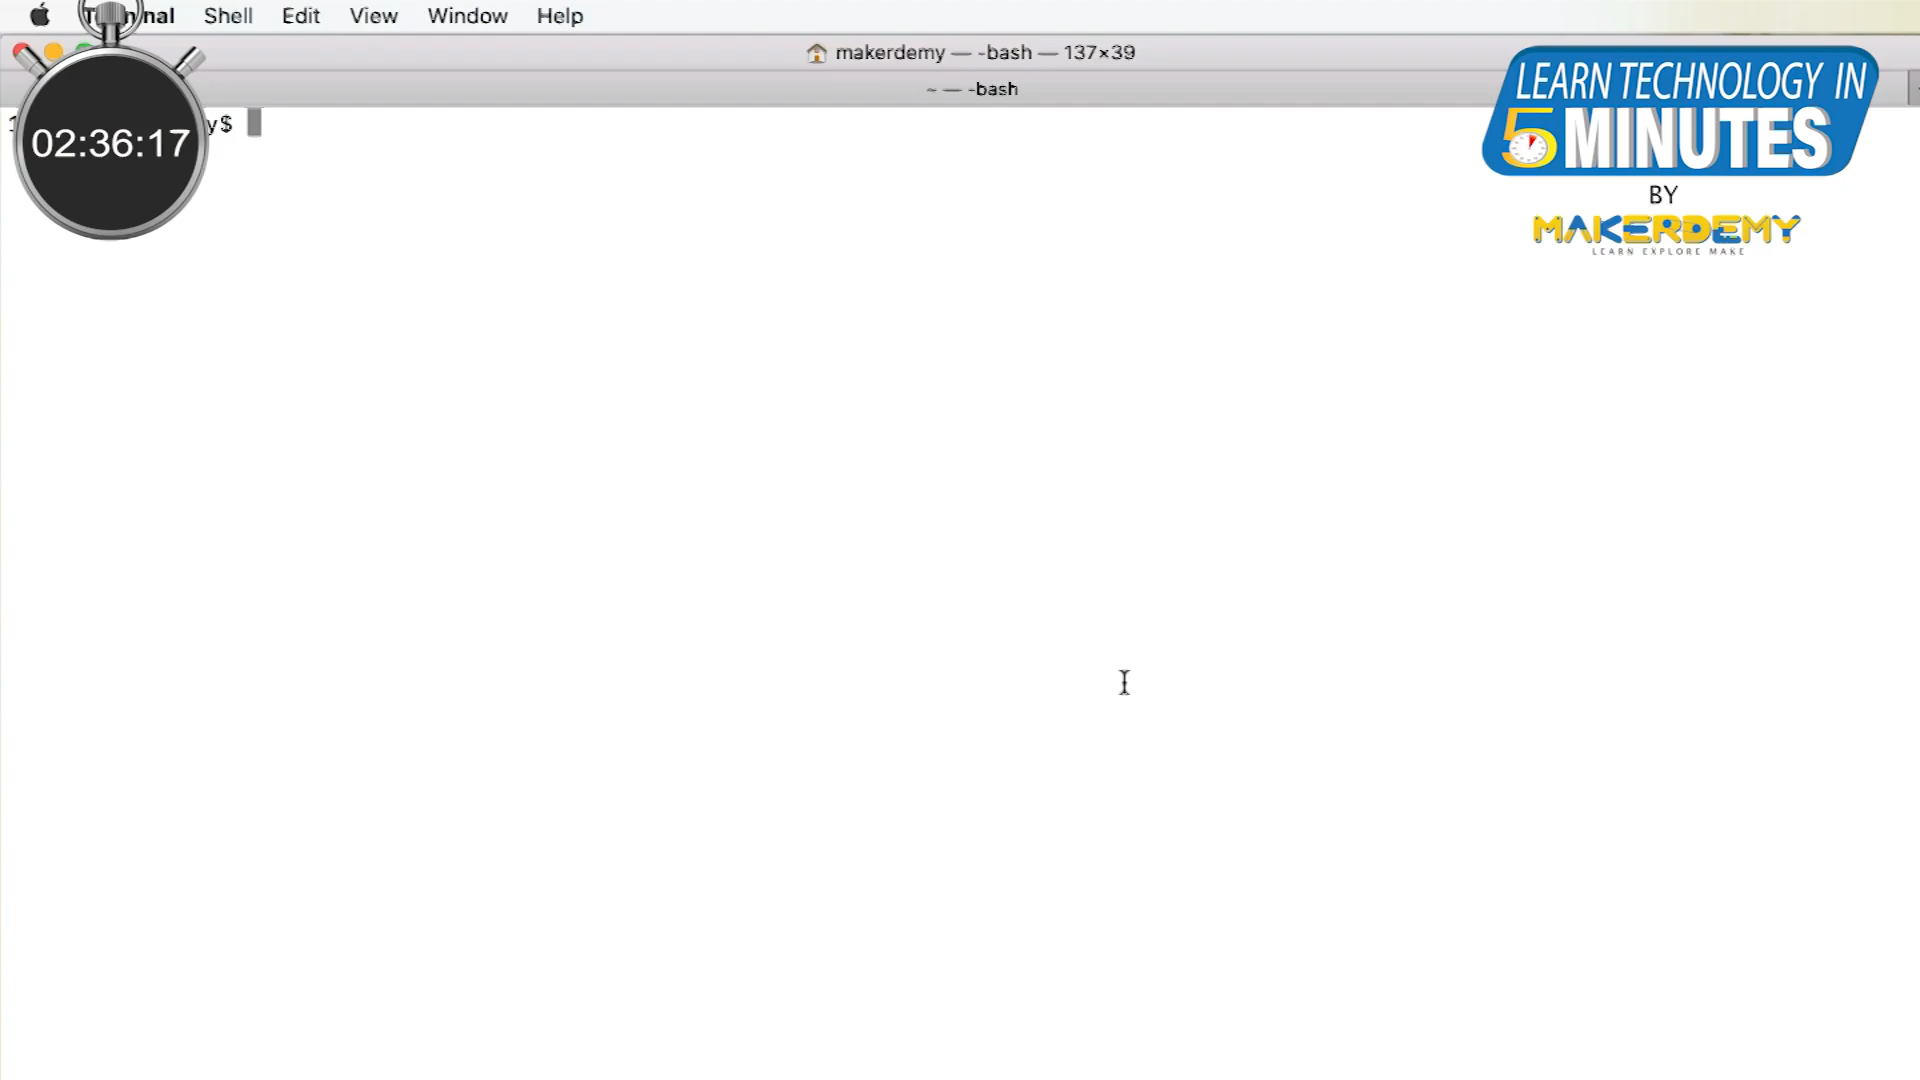 Shell Edit View Window Help
makerdemy — -bash — 137×39
~ — -bash
y$
02:36:17
LEARN TECHNOLOGY IN
5 MINUTES
BY
MAKERDEMY
LEARN EXPLORE MAKE